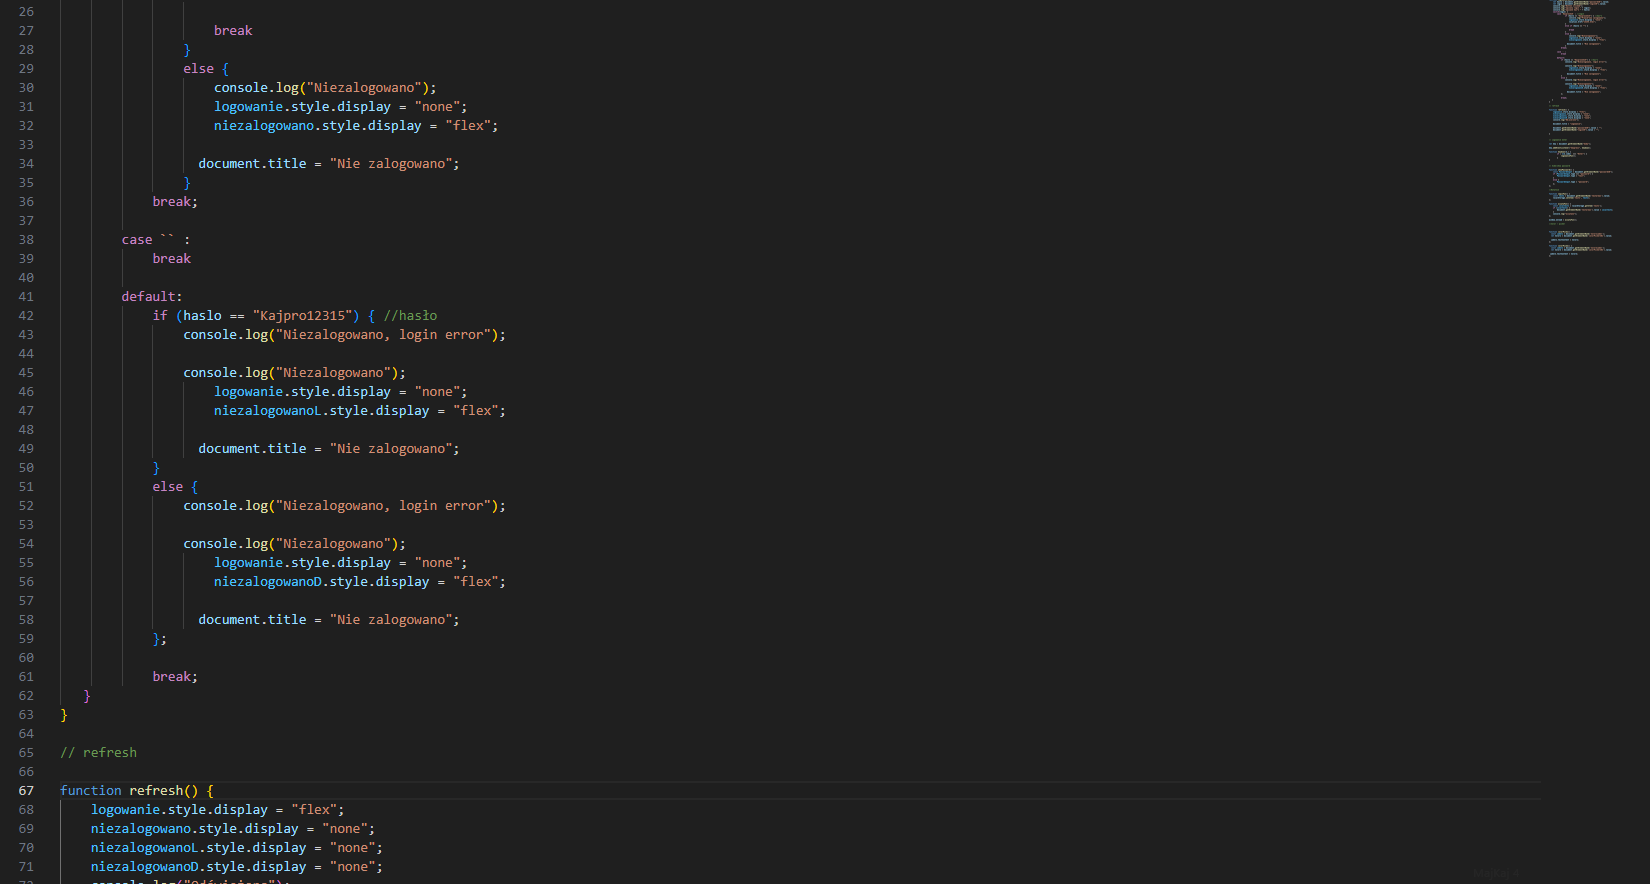 26
27 break
28 }
29 else {
30 console.log("Niezalogowano");
31 logowanie.style.display = "none";
32 niezalogowano.style.display = "flex";
33
34 document.title = "Nie zalogowano";
35 }
36 break;
37
38 case `` :
39 break
40
41 default:
42 if (haslo == "Kajpro12315") { //hasło
43 console.log("Niezalogowano, login error");
44
45 console.log("Niezalogowano");
46 logowanie.style.display = "none";
47 niezalogowanoL.style.display = "flex";
48
49 document.title = "Nie zalogowano";
50 }
51 else {
52 console.log("Niezalogowano, login error");
53
54 console.log("Niezalogowano");
55 logowanie.style.display = "none";
56 niezalogowanoD.style.display = "flex";
57
58 document.title = "Nie zalogowano";
59 };
60
61 break;
62 }
63 }
64
65 // refresh
66
67 function refresh() {
68 logowanie.style.display = "flex";
69 niezalogowano.style.display = "none";
70 niezalogowanoL.style.display = "none";
71 niezalogowanoD.style.display = "none";